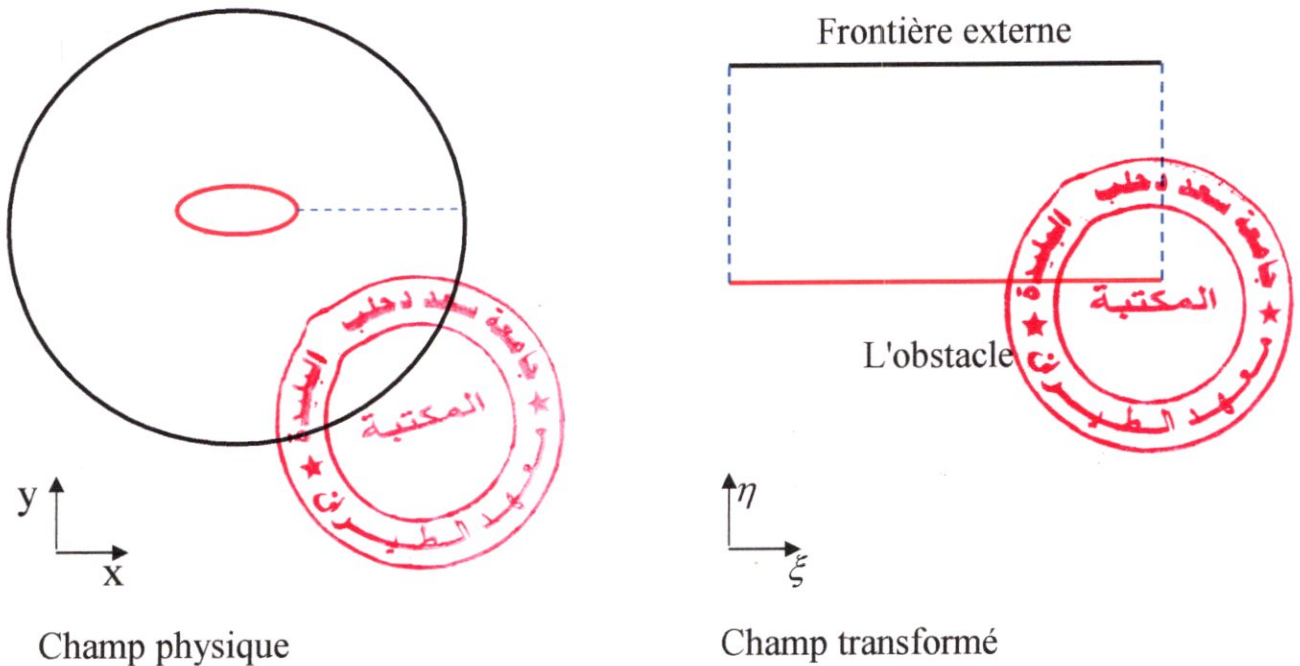 Frontière externe
L'obstacle
y
x
η
ξ
Champ physique
Champ transformé
جامعة سعد دحلب البليدة
المكتبة
معهد الطيران
جامعة سعد دحلب البليدة
المكتبة
معهد الطيران